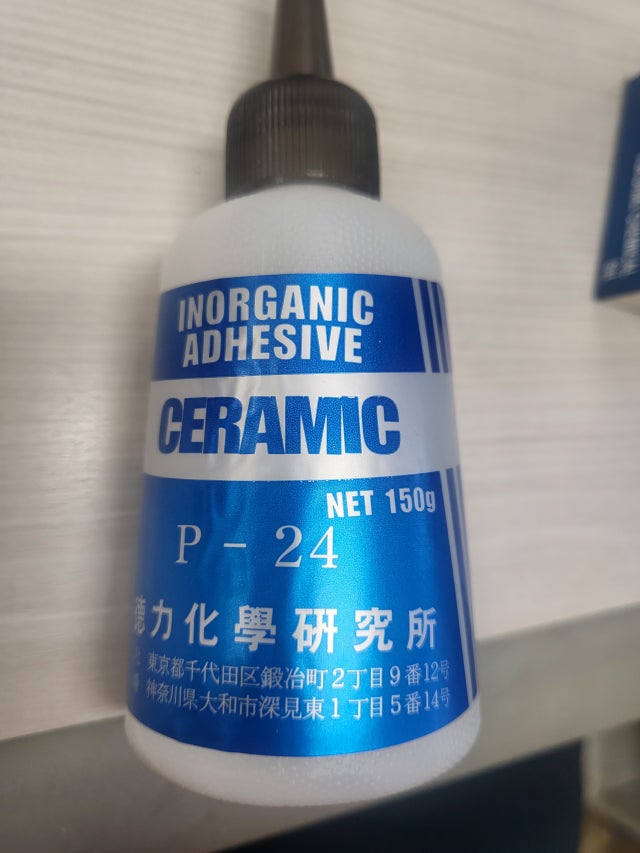 INORGANIC
ADHESIVE
CERAMIC
NET 150g
P - 24
徳力化學研究所
東京都千代田区鍛冶町2丁目9番12号
神奈川県大和市深見東1丁目5番14号